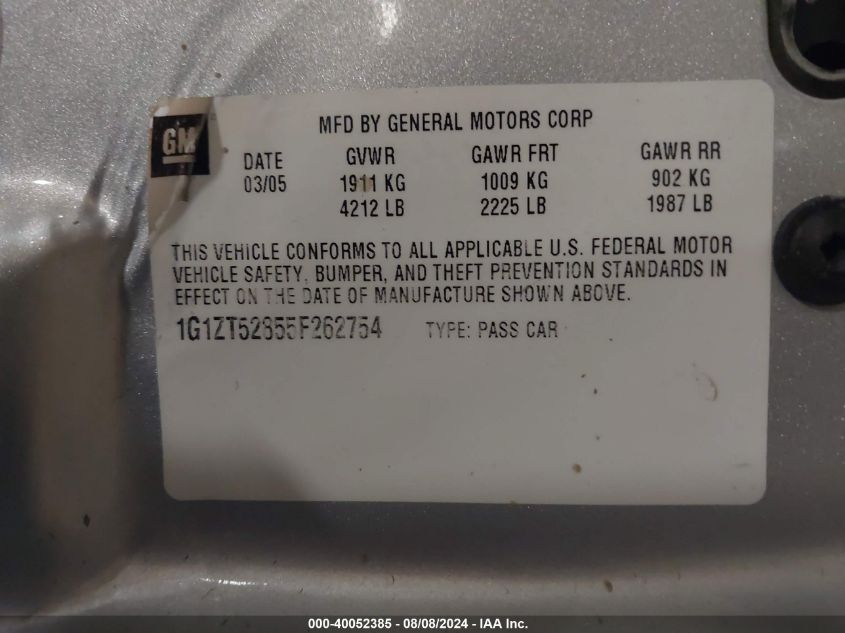 GM
MFD BY GENERAL MOTORS CORP
DATE GVWR GAWR FRT GAWR RR
03/05 1911 KG 1009 KG 902 KG
4212 LB 2225 LB 1987 LB
THIS VEHICLE CONFORMS TO ALL APPLICABLE U.S. FEDERAL MOTOR
VEHICLE SAFETY, BUMPER, AND THEFT PREVENTION STANDARDS IN
EFFECT ON THE DATE OF MANUFACTURE SHOWN ABOVE.
1G1ZT52855F262754 TYPE: PASS CAR
000-40052385 - 08/08/2024 - IAA Inc.